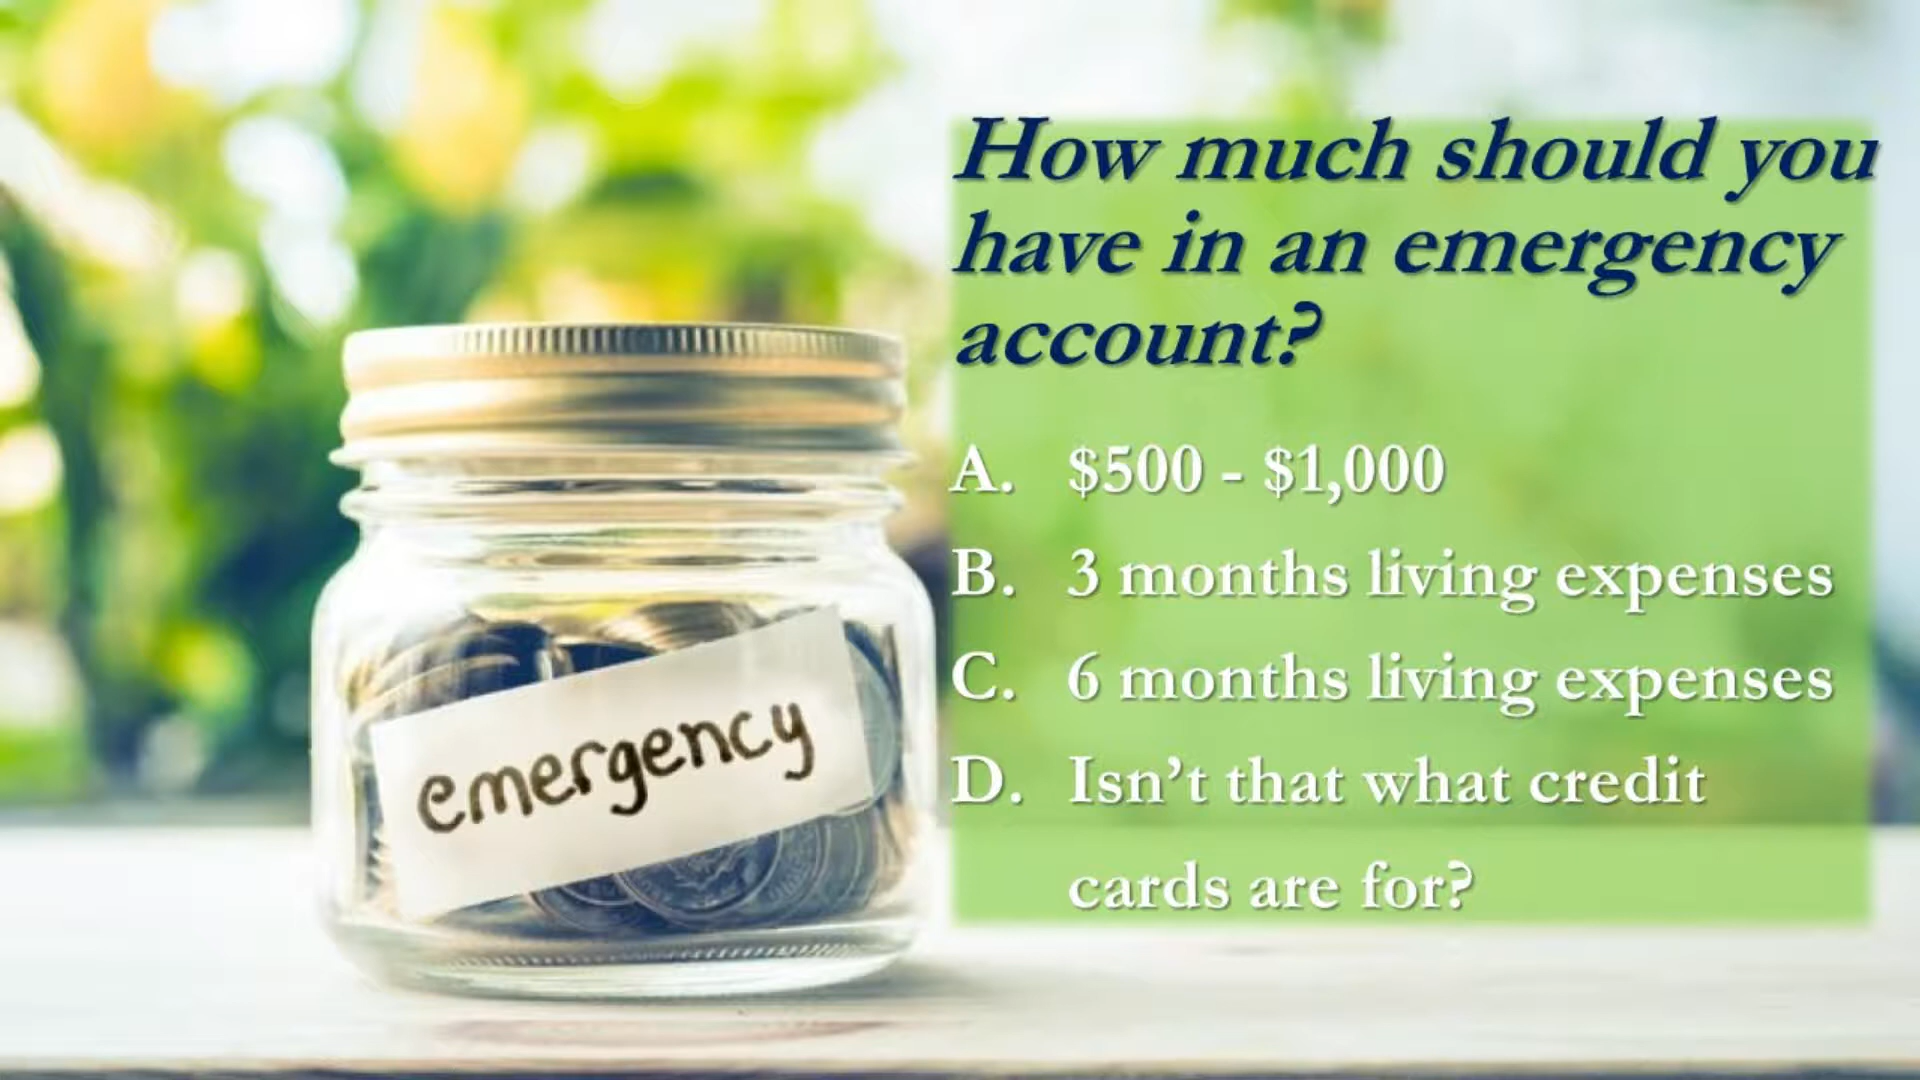 How much should you
have in an emergency
account?
A. $500 - $1,000
B. 3 months living expenses
C. 6 months living expenses
D. Isn’t that what credit
cards are for?
emergency